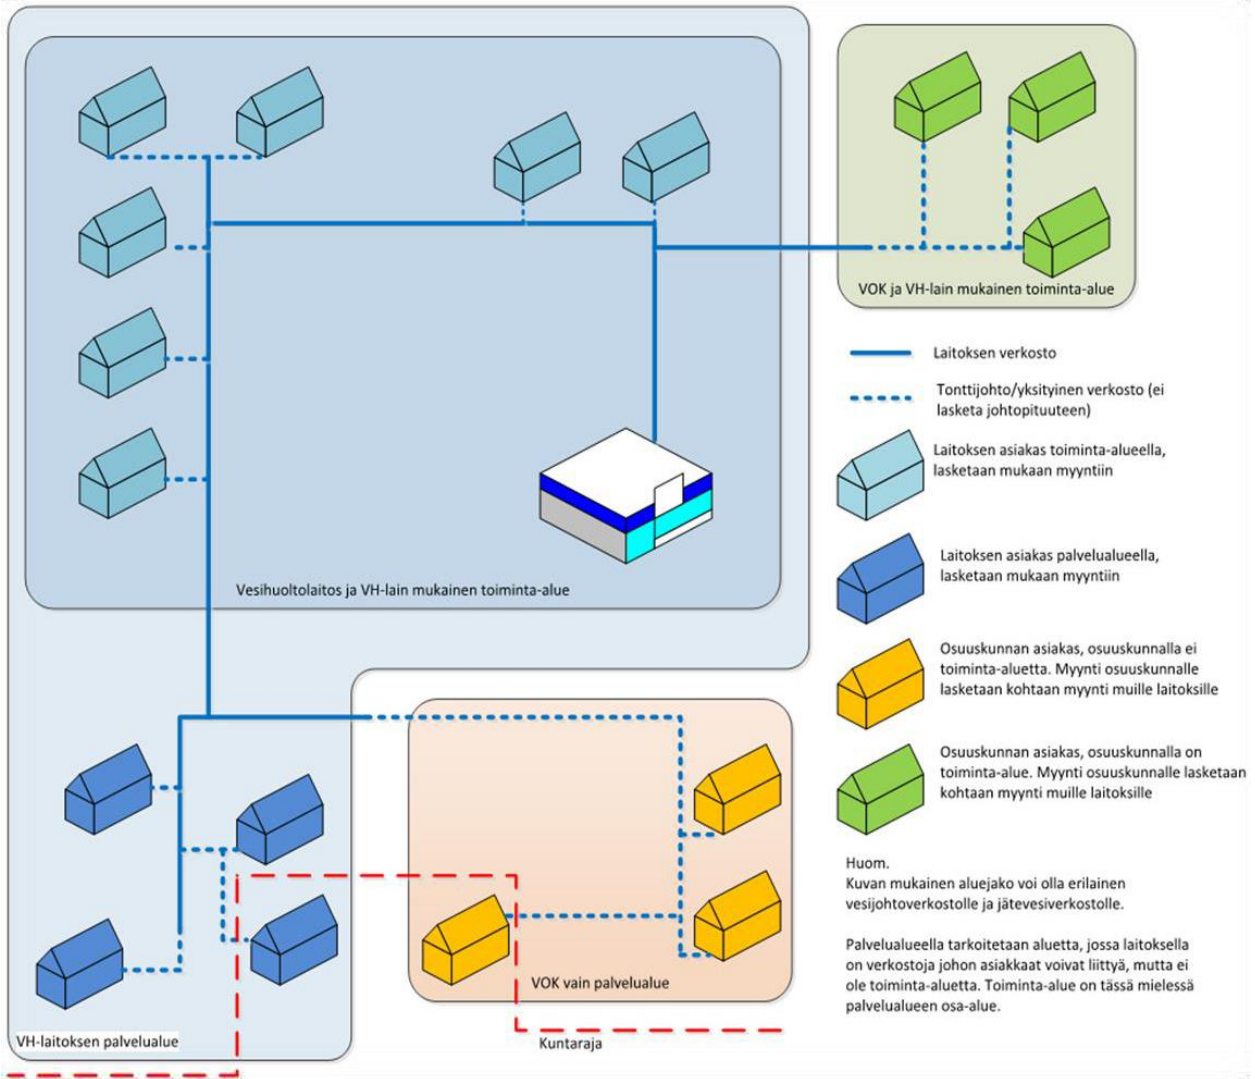 VOK ja VH-lain mukainen toiminta-alue
Laitoksen verkosto
Tonttijohto/yksityinen verkosto (ei
lasketa johtopituuteen)
Laitoksen asiakas toiminta-alueella,
lasketaan mukaan myyntiin
Laitoksen asiakas palvelualueella,
lasketaan mukaan myyntiin
Vesihuoltolaitos ja VH-lain mukainen toiminta-alue
Osuuskunnan asiakas, osuuskunnalla ei
toiminta-aluetta. Myynti osuuskunnalle
lasketaan kohtaan myynti muille laitoksille
Osuuskunnan asiakas, osuuskunnalla on
toiminta-alue. Myynti osuuskunnalle lasketaan
kohtaan myynti muille laitoksille
Huom.
Kuvan mukainen aluejako voi olla erilainen
vesijohtoverkostolle ja jätevesiverkostolle.
Palvelualueella tarkoitetaan aluetta, jossa laitoksella
on verkostoja johon asiakkaat voivat liittyä, mutta ei
ole toiminta-aluetta. Toiminta-alue on tässä mielessä
palvelualueen osa-alue.
VOK vain palvelualue
VH-laitoksen palvelualue
Kuntaraja